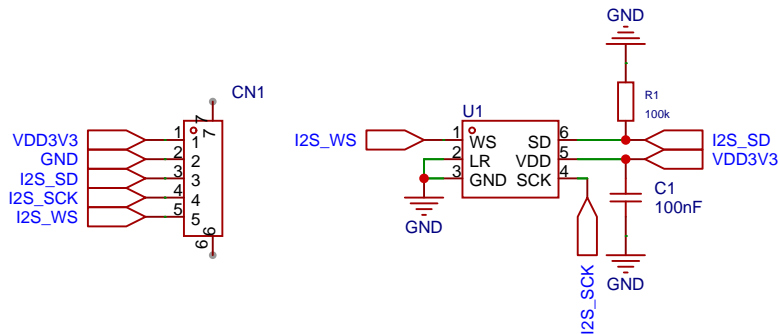 GND
CN1
7
7
VDD3V3 1 1
GND 2 2
I2S_SD 3 3
I2S_SCK 4 4
I2S_WS 5 5
6
6
R1
100k
U1
I2S_WS 1 WS SD 6 I2S_SD
2 LR VDD 5 VDD3V3
3 GND SCK 4
GND
C1
100nF
I2S_SCK
GND